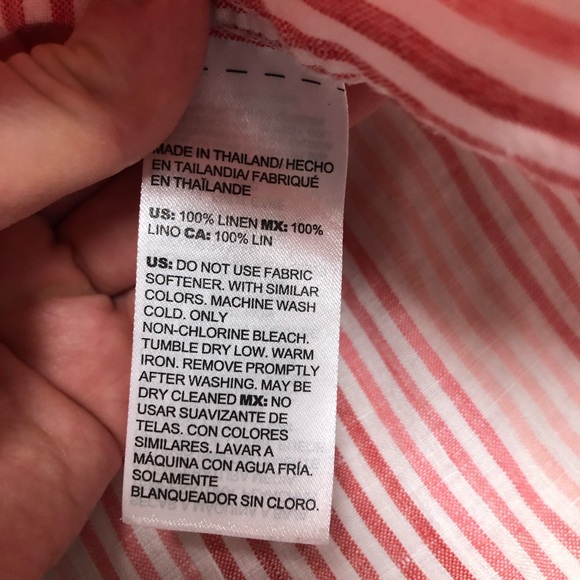 MADE IN THAILAND/ HECHO
EN TAILANDIA/ FABRIQUÉ
EN THAÏLANDE
US: 100% LINEN MX: 100%
LINO CA: 100% LIN
US: DO NOT USE FABRIC
SOFTENER. WITH SIMILAR
COLORS. MACHINE WASH
COLD. ONLY
NON-CHLORINE BLEACH.
TUMBLE DRY LOW. WARM
IRON. REMOVE PROMPTLY
AFTER WASHING. MAY BE
DRY CLEANED MX: NO
USAR SUAVIZANTE DE
TELAS. CON COLORES
SIMILARES. LAVAR A
MÁQUINA CON AGUA FRÍA.
SOLAMENTE
BLANQUEADOR SIN CLORO.